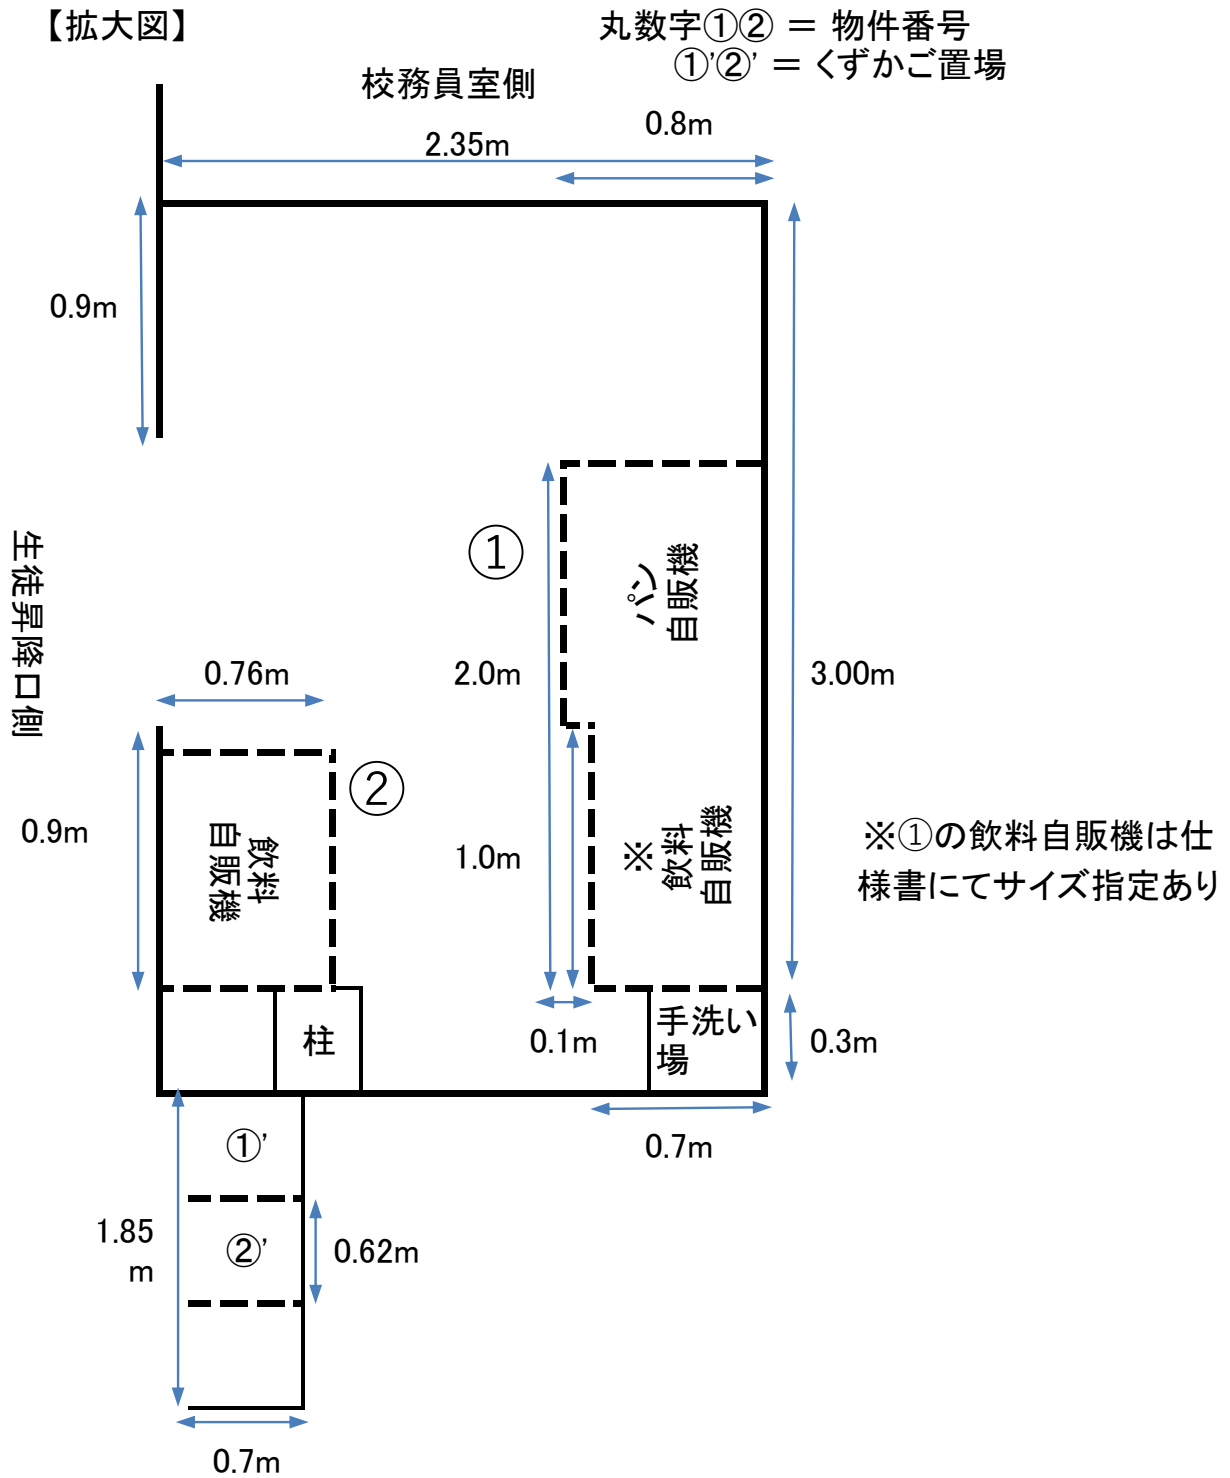 【拡大図】
丸数字①② ＝ 物件番号
①’②’ ＝ くずかご置場
校務員室側
0.8m
2.35m
0.9m
①
パン
自販機
生徒昇降口側
0.76m
2.0m
3.00m
②
0.9m
飲料
自販機
1.0m
※
飲料
自販機
※①の飲料自販機は仕
様書にてサイズ指定あり
柱
0.1m
手洗い
場
0.3m
①’
0.7m
1.85
m
②’
0.62m
0.7m